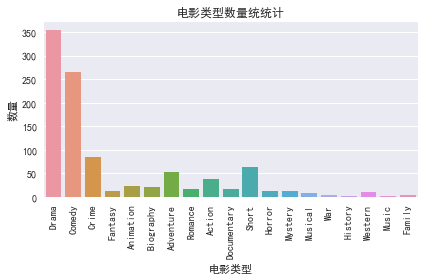 电影类型数量统统计
数量
350
300
250
200
150
100
50
0
Drama
Comedy
Crime
Fantasy
Animation
Biography
Adventure
Romance
Action
Documentary
Short
Horror
Mystery
Musical
War
History
Western
Music
Family
电影类型